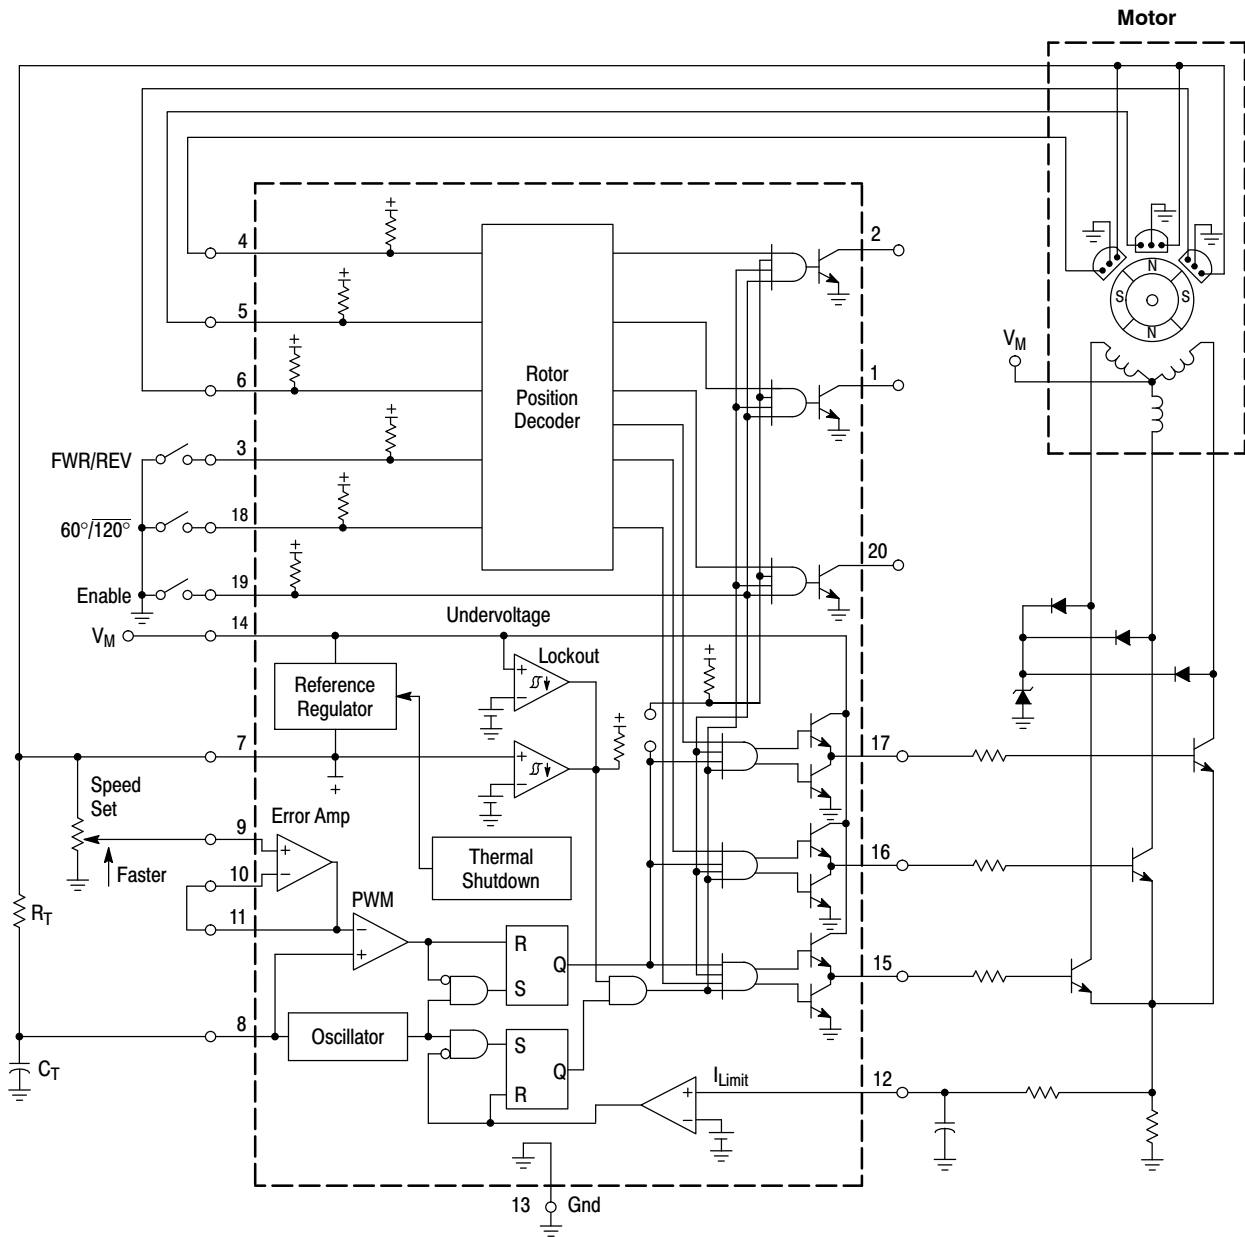 Motor
4
2
N
S
S
N
5
VM
6
Rotor
Position
Decoder
1
FWR/REV
3
60°/120°
18
20
Enable
19
Undervoltage
VM
14
Lockout
Reference
Regulator
7
17
Speed
Set
Error Amp
9
Thermal
Shutdown
16
Faster
10
RT
PWM
11
R
Q
S
15
8
Oscillator
S
Q
R
CT
ILimit
12
13
Gnd